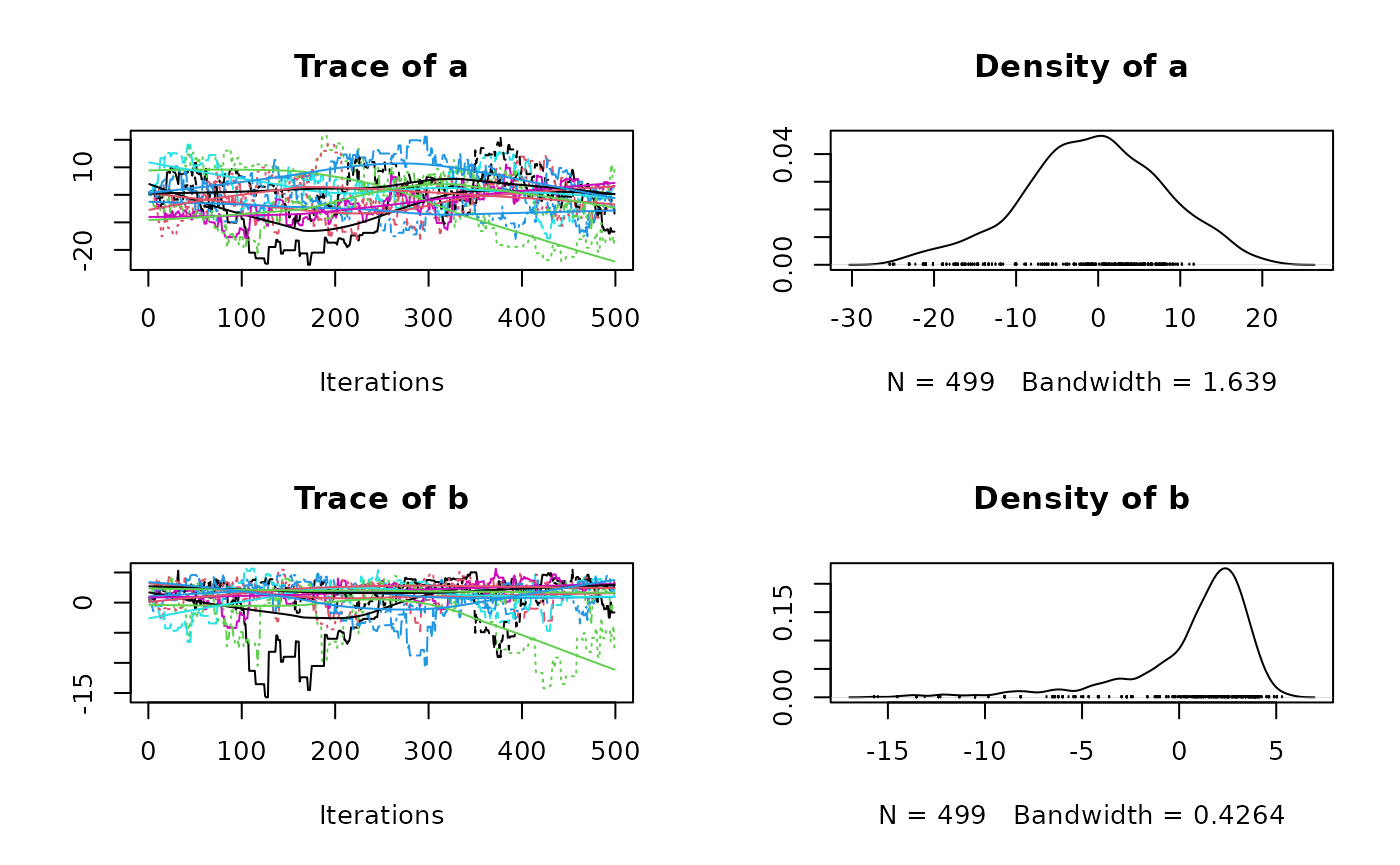 Trace of a
10
-20
0 100 200 300 400 500
Iterations
Density of a
0.04
0.00
-30 -20 -10 0 10 20
N = 499 Bandwidth = 1.639
Trace of b
0
-15
0 100 200 300 400 500
Iterations
Density of b
0.15
0.00
-15 -10 -5 0 5
N = 499 Bandwidth = 0.4264